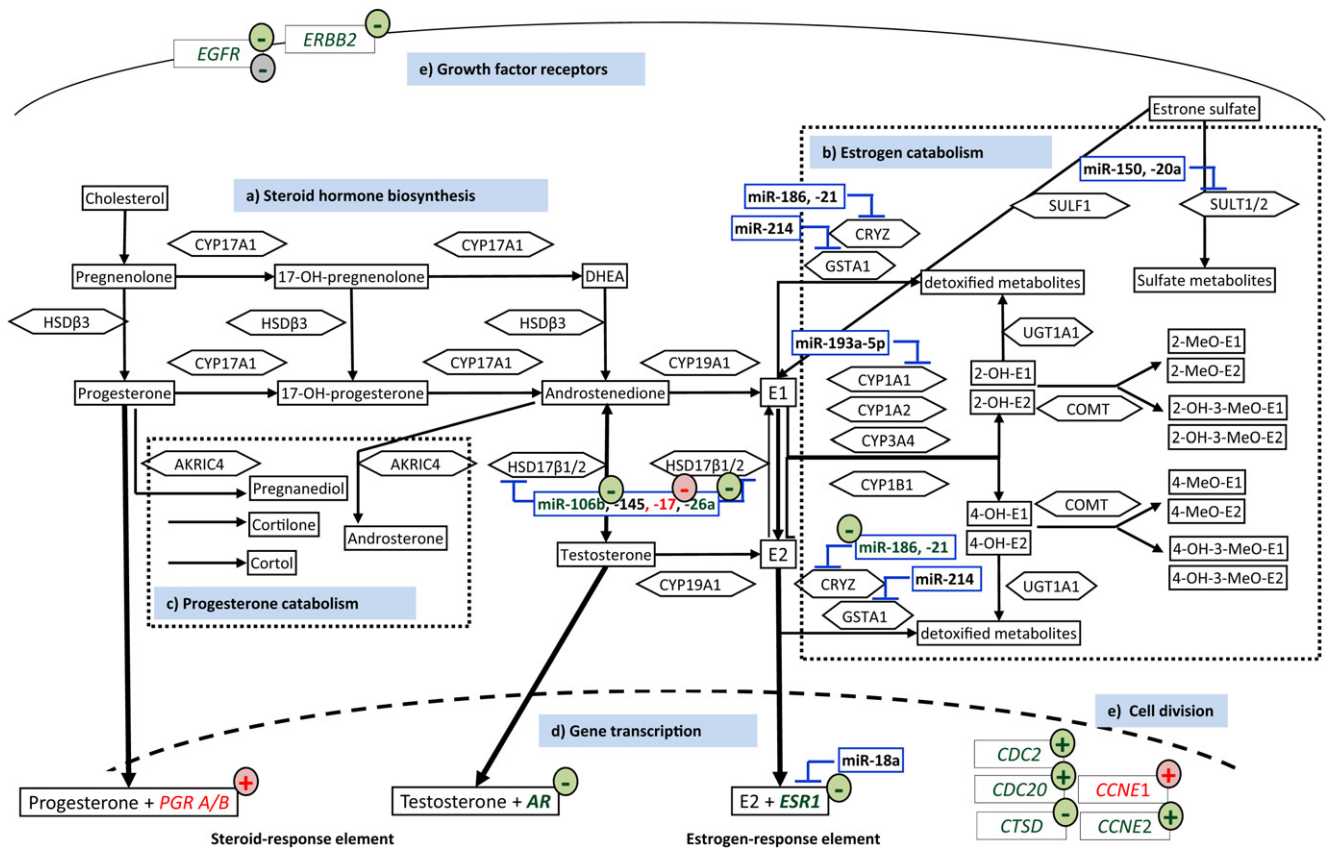 ERBB2
-
EGFR
-
-
e) Growth factor receptors
Estrone sulfate
b) Estrogen catabolism
miR-150, -20a
a) Steroid hormone biosynthesis
Cholesterol
miR-186, -21
SULF1
SULT1/2
miR-214
CRYZ
CYP17A1
CYP17A1
GSTA1
Pregnenolone
17-OH-pregnenolone
DHEA
detoxified metabolites
Sulfate metabolites
HSDβ3
HSDβ3
HSDβ3
UGT1A1
miR-193a-5p
2-MeO-E1
CYP17A1
CYP17A1
CYP19A1
2-OH-E1
2-MeO-E2
CYP1A1
Progesterone
17-OH-progesterone
Androstenedione
E1
2-OH-E2
COMT
CYP1A2
2-OH-3-MeO-E1
CYP3A4
2-OH-3-MeO-E2
AKRIC4
AKRIC4
HSD17β1/2
HSD17β1/2
CYP1B1
4-MeO-E1
Pregnanediol
-
-
-
miR-106b, -145, -17, -26a
COMT
4-MeO-E2
Cortilone
4-OH-E1
Androsterone
-
miR-186, -21
4-OH-E2
4-OH-3-MeO-E1
Cortol
Testosterone
E2
4-OH-3-MeO-E2
CYP19A1
CRYZ
miR-214
UGT1A1
c) Progesterone catabolism
GSTA1
detoxified metabolites
d) Gene transcription
e) Cell division
miR-18a
CDC2
+
Progesterone + PGR A/B
+
Testosterone + AR
-
E2 + ESR1
-
CDC20
+
CCNE1
+
CTSD
-
CCNE2
+
Steroid-response element
Estrogen-response element